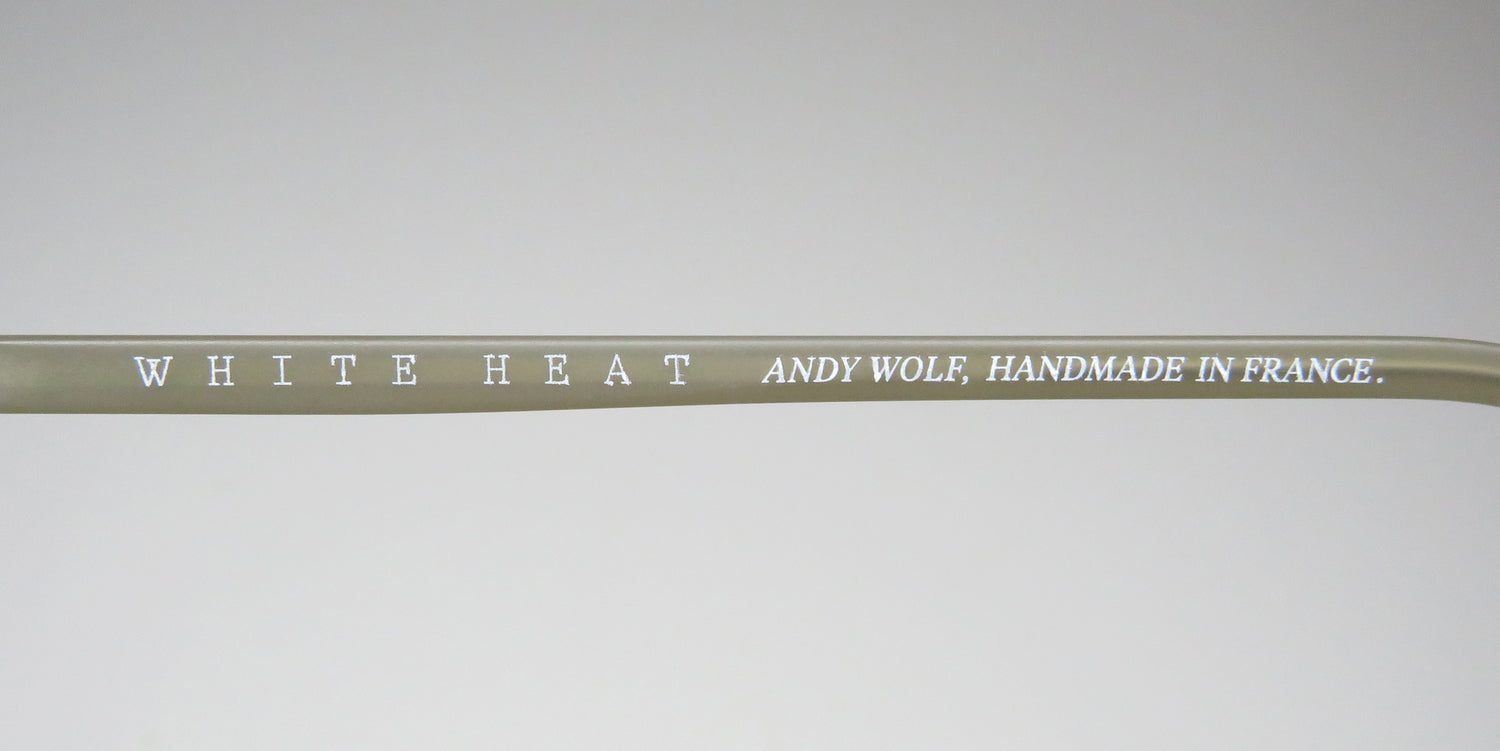 WHITE HEAT ANDY WOLF, HANDMADE IN FRANCE.